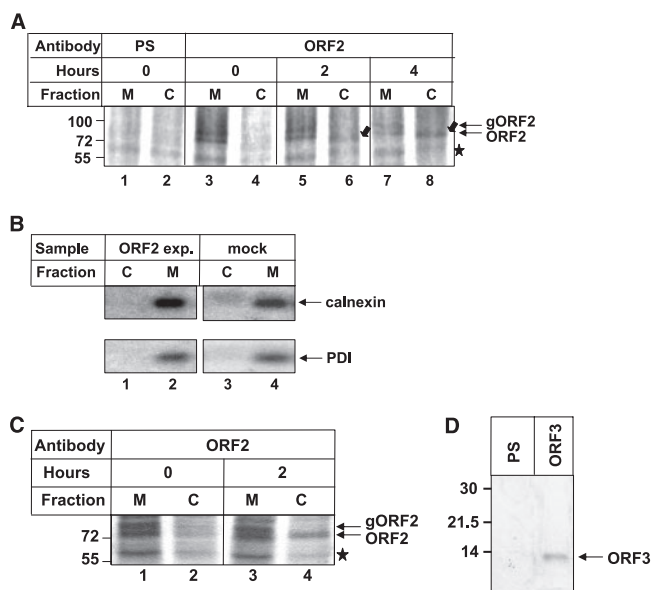 A
Antibody PS ORF2
Hours 0 0 2 4
Fraction M C M C M C M C
100
72
55
gORF2
ORF2
1 2 3 4 5 6 7 8
B
Sample ORF2 exp. mock
Fraction C M C M
calnexin
PDI
1 2 3 4
C
Antibody ORF2
Hours 0 2
Fraction M C M C
72
55
gORF2
ORF2
1 2 3 4
D
PS ORF3
30
21.5
14
ORF3